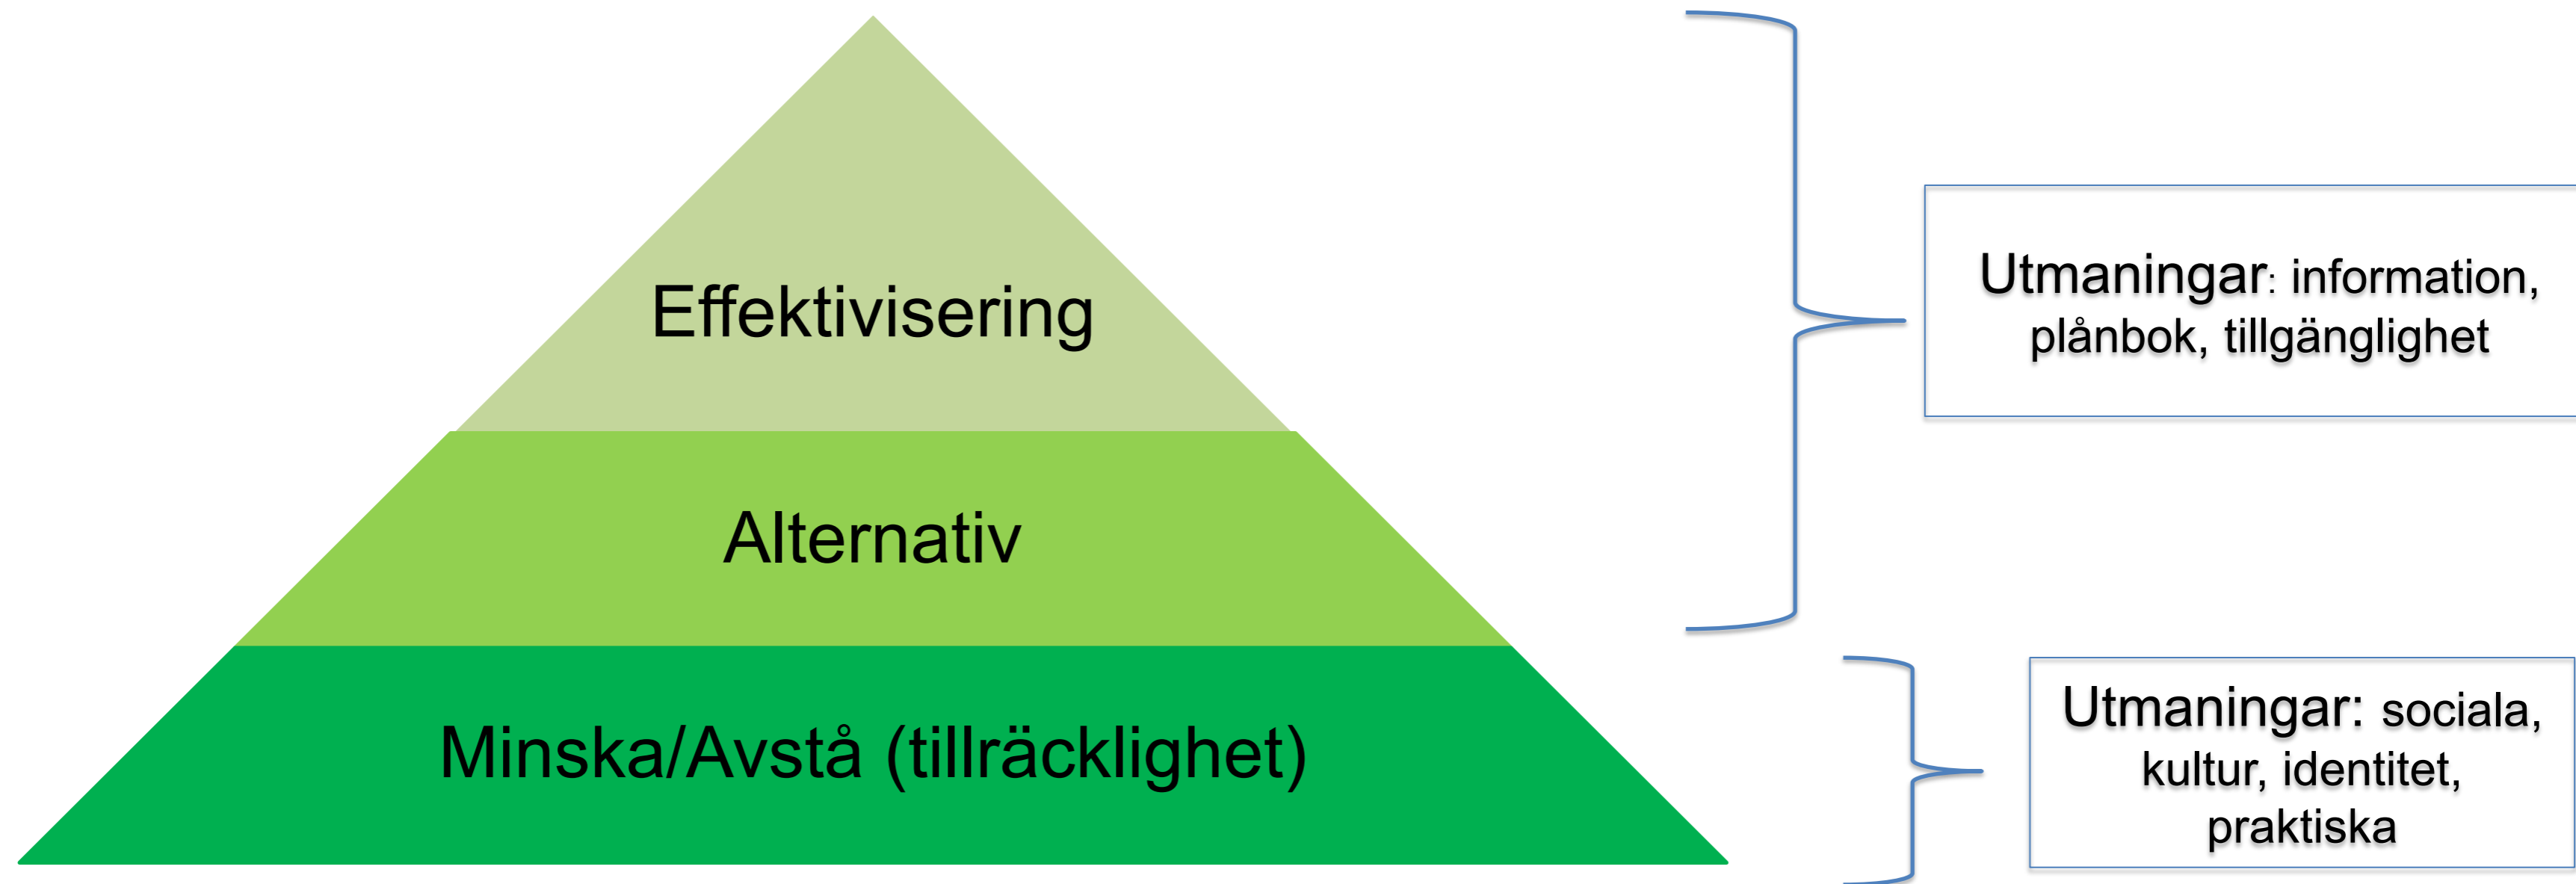 Effektivisering
Alternativ
Minska/Avstå (tillräcklighet)
Utmaningar: information,
plånbok, tillgänglighet
Utmaningar: sociala,
kultur, identitet,
praktiska